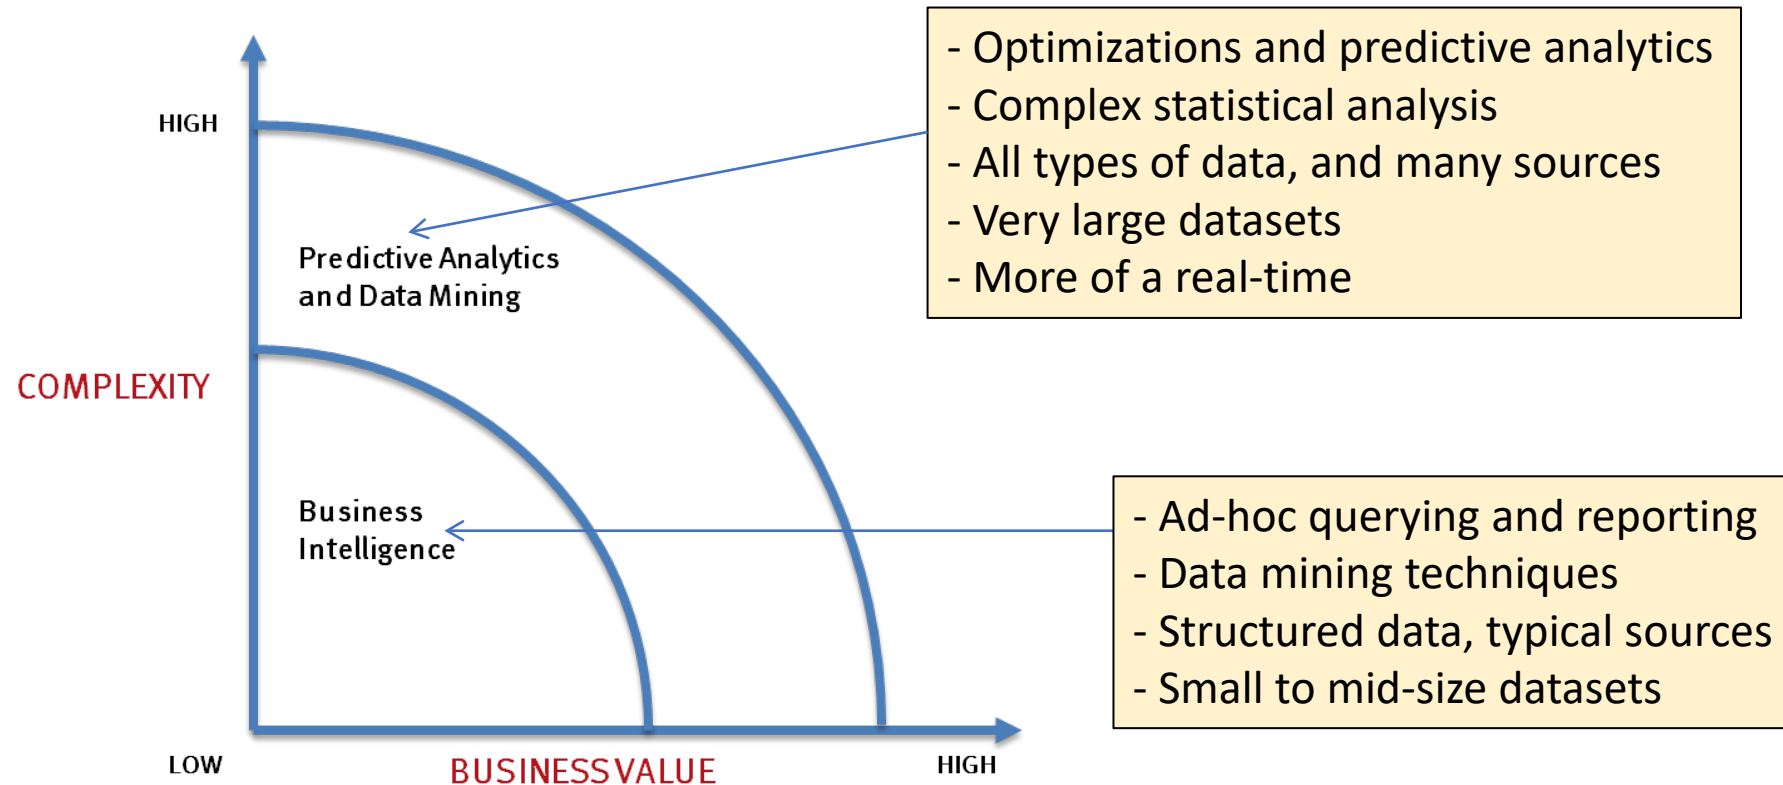 - Optimizations and predictive analytics
- Complex statistical analysis
- All types of data, and many sources
- Very large datasets
- More of a real-time
HIGH
Predictive Analytics
and Data Mining
COMPLEXITY
Business
Intelligence
- Ad-hoc querying and reporting
- Data mining techniques
- Structured data, typical sources
- Small to mid-size datasets
LOW
BUSINESS VALUE
HIGH